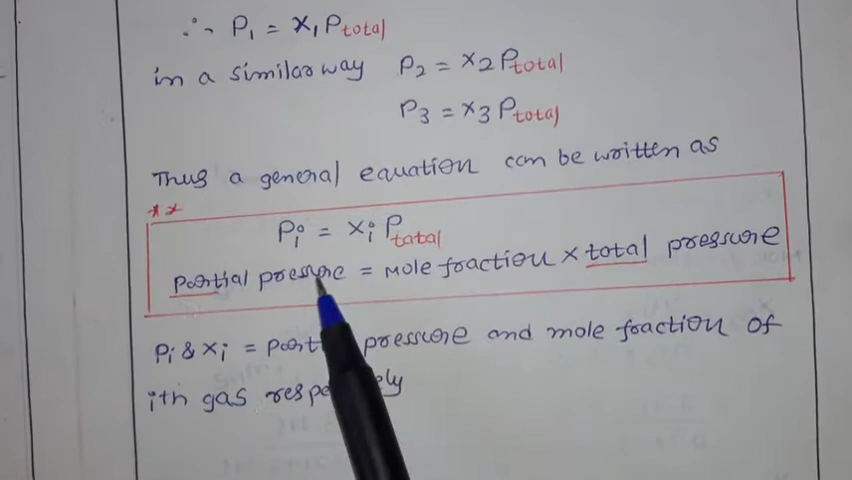 ∴ P₁ = x₁ Ptotal
in a similar way P₂ = x₂ Ptotal
P₃ = x₃ Ptotal
Thus a general equation can be written as
**
Pi = xi Ptatal
Partial pressure = Mole fraction × total pressure
Pi & xi = pressure and mole fraction of
ith gas